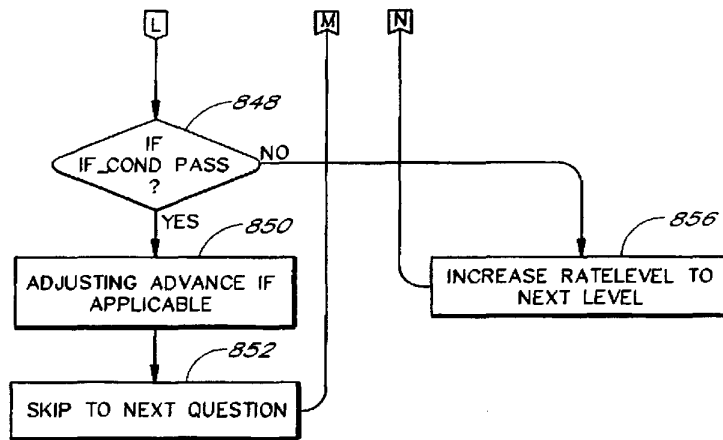 L
M
N
848
IF
IF_COND PASS
?
NO
YES
850
ADJUSTING ADVANCE IF
APPLICABLE
856
INCREASE RATELEVEL TO
NEXT LEVEL
852
SKIP TO NEXT QUESTION